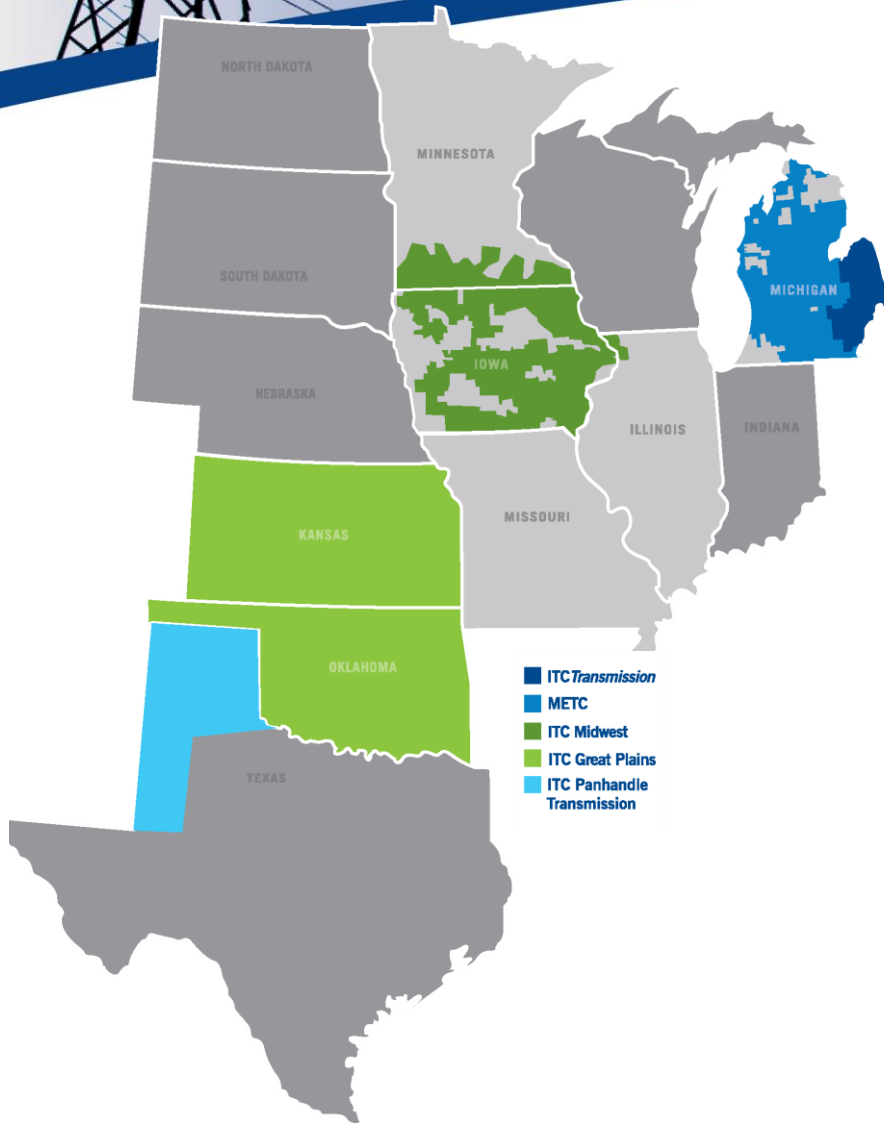 NORTH DAKOTA
MINNESOTA
SOUTH DAKOTA
MICHIGAN
IOWA
NEBRASKA
ILLINOIS
INDIANA
MISSOURI
KANSAS
OKLAHOMA
TEXAS
ITCTransmission
METC
ITC Midwest
ITC Great Plains
ITC Panhandle
Transmission